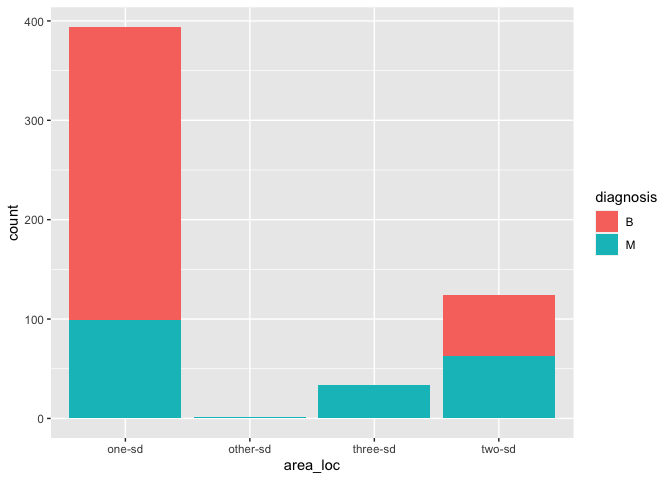 400
300
200
100
0
count
one-sd
other-sd
three-sd
two-sd
area_loc
diagnosis
B
M